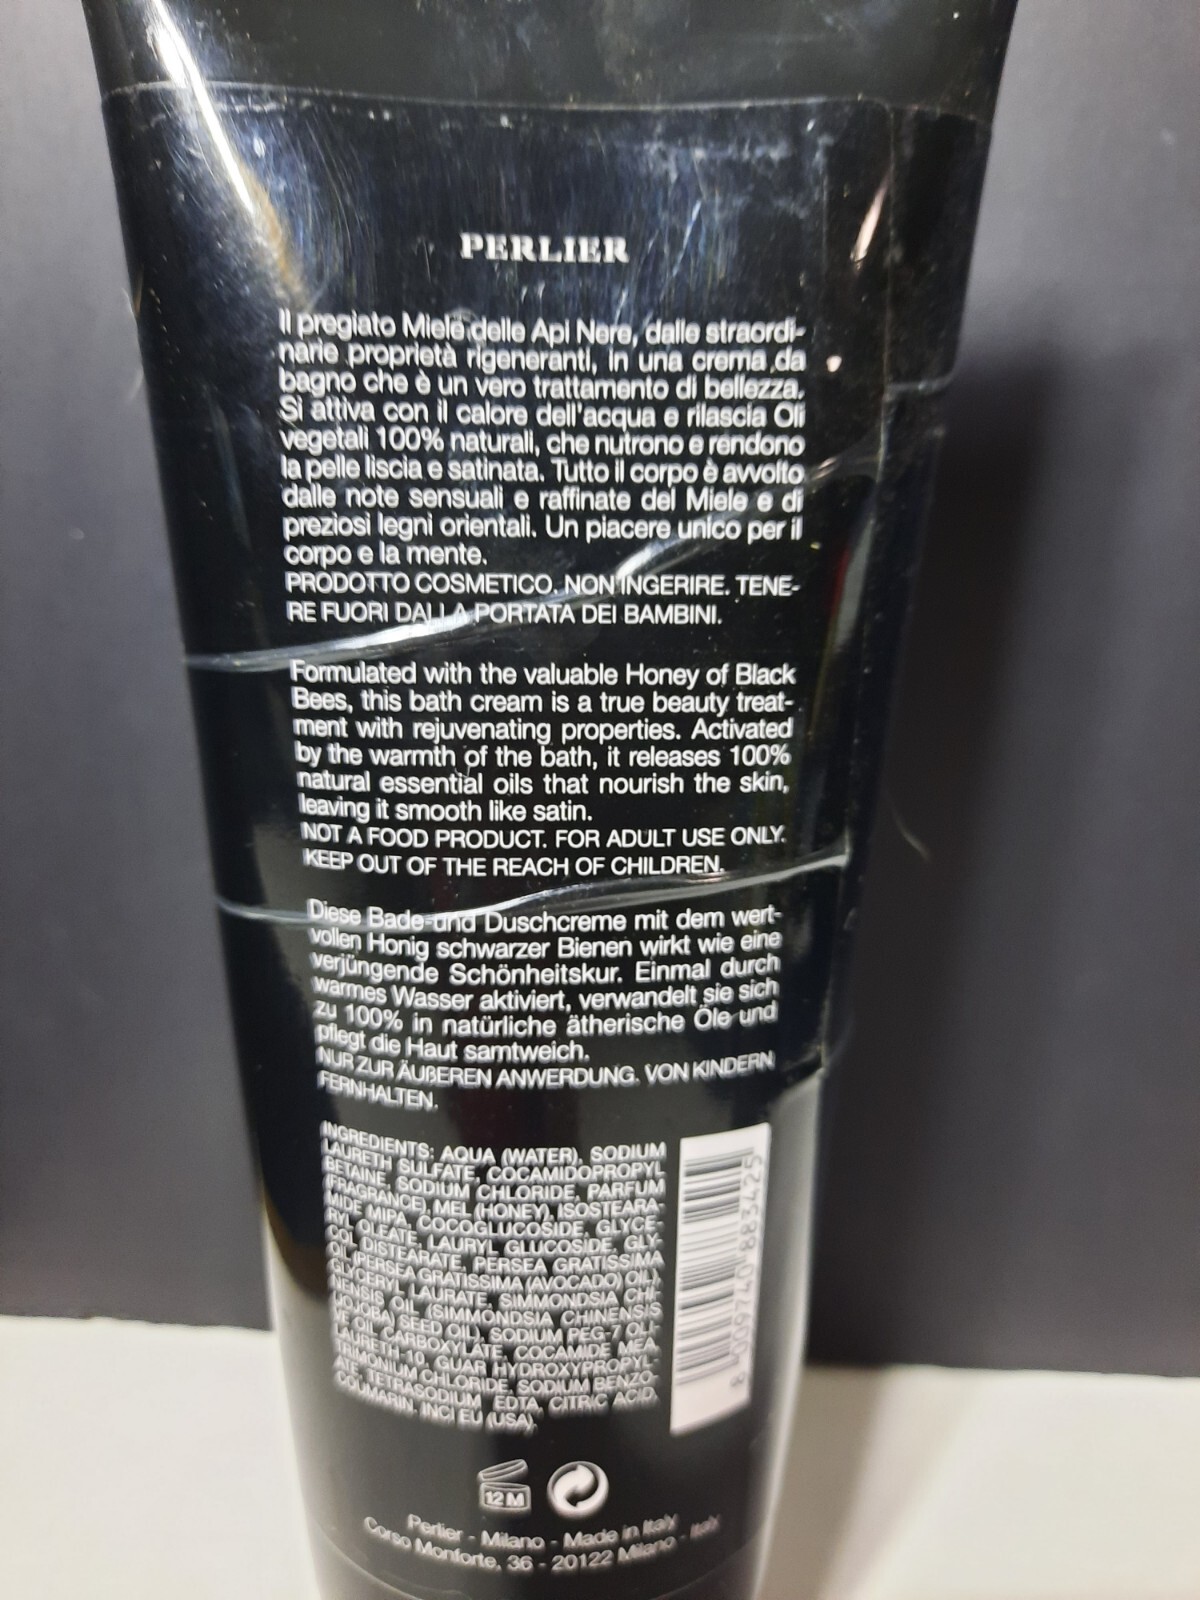 PERLIER
Il pregiato Miele delle Api Nere, dalle straordi-
narie proprietà rigeneranti, in una crema da
bagno che è un vero trattamento di bellezza.
Si attiva con il calore dell'acqua e rilascia Oli
vegetali 100% naturali, che nutrono e rendono
la pelle liscia e satinata. Tutto il corpo è avvolto
dalle note sensuali e raffinate del Miele e di
preziosi legni orientali. Un piacere unico per il
corpo e la mente.
PRODOTTO COSMETICO. NON INGERIRE. TENE-
RE FUORI DALLA PORTATA DEI BAMBINI.
Formulated with the valuable Honey of Black
Bees, this bath cream is a true beauty treat-
ment with rejuvenating properties. Activated
by the warmth of the bath, it releases 100%
natural essential oils that nourish the skin,
leaving it smooth like satin.
NOT A FOOD PRODUCT. FOR ADULT USE ONLY.
KEEP OUT OF THE REACH OF CHILDREN.
Diese Bade-und Duschcreme mit dem wert-
vollen Honig schwarzer Bienen wirkt wie eine
verjüngende Schönheitskur. Einmal durch
warmes Wasser aktiviert, verwandelt sie sich
zu 100% in natürliche ätherische Öle und
pflegt die Haut samtweich.
NUR ZUR ÄUßEREN ANWERDUNG. VON KINDERN
FERNHALTEN.
INGREDIENTS: AQUA (WATER), SODIUM
LAURETH SULFATE, COCAMIDOPROPYL
BETAINE, SODIUM CHLORIDE, PARFUM
(FRAGRANCE), MEL (HONEY), ISOSTEARA-
MIDE MIPA, COCOGLUCOSIDE, GLYCE-
RYL OLEATE, LAURYL GLUCOSIDE, GLY-
COL DISTEARATE, PERSEA GRATISSIMA
OIL(PERSEA GRATISSIMA (AVOCADO) OIL),
GLYCERYL LAURATE, SIMMONDSIA CHI-
NENSIS OIL (SIMMONDSIA CHINENSIS
(JOJOBA) SEED OIL), SODIUM PEG-7 OLI-
VE OIL CARBOXYLATE, COCAMIDE MEA,
LAURETH-10, GUAR HYDROXYPROPYL-
TRIMONIUM CHLORIDE, SODIUM BENZO-
ATE, TETRASODIUM EDTA, CITRIC ACID,
COUMARIN. INCI EU (USA).
8 009740 883425
12 M
Perlier - Milano - Made in Italy
Corso Monforte, 36 - 20122 Milano - Italy